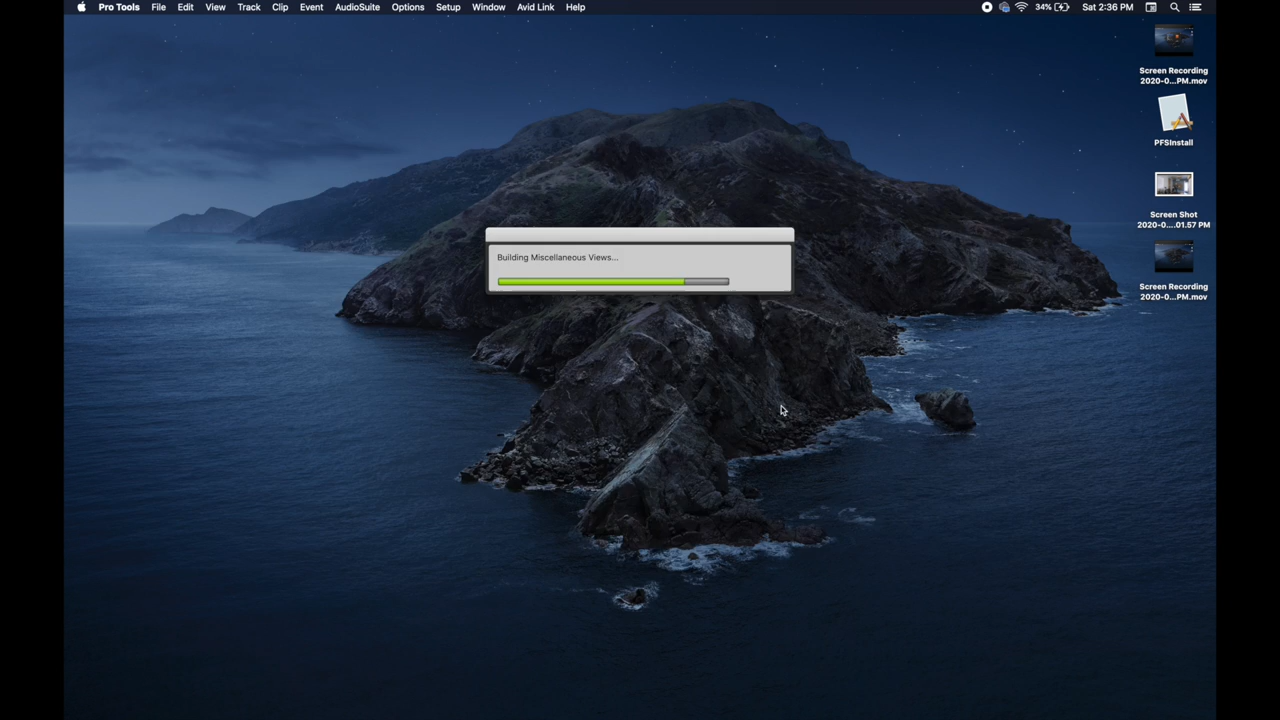 Pro Tools File Edit View Track Clip Event AudioSuite Options Setup Window Avid Link Help 34% Sat 2:36 PM
Screen Recording
2020-0...PM.mov
PFSInstall
Screen Shot
2020-0....01.57 PM
Screen Recording
2020-0...PM.mov
Building Miscellaneous Views...